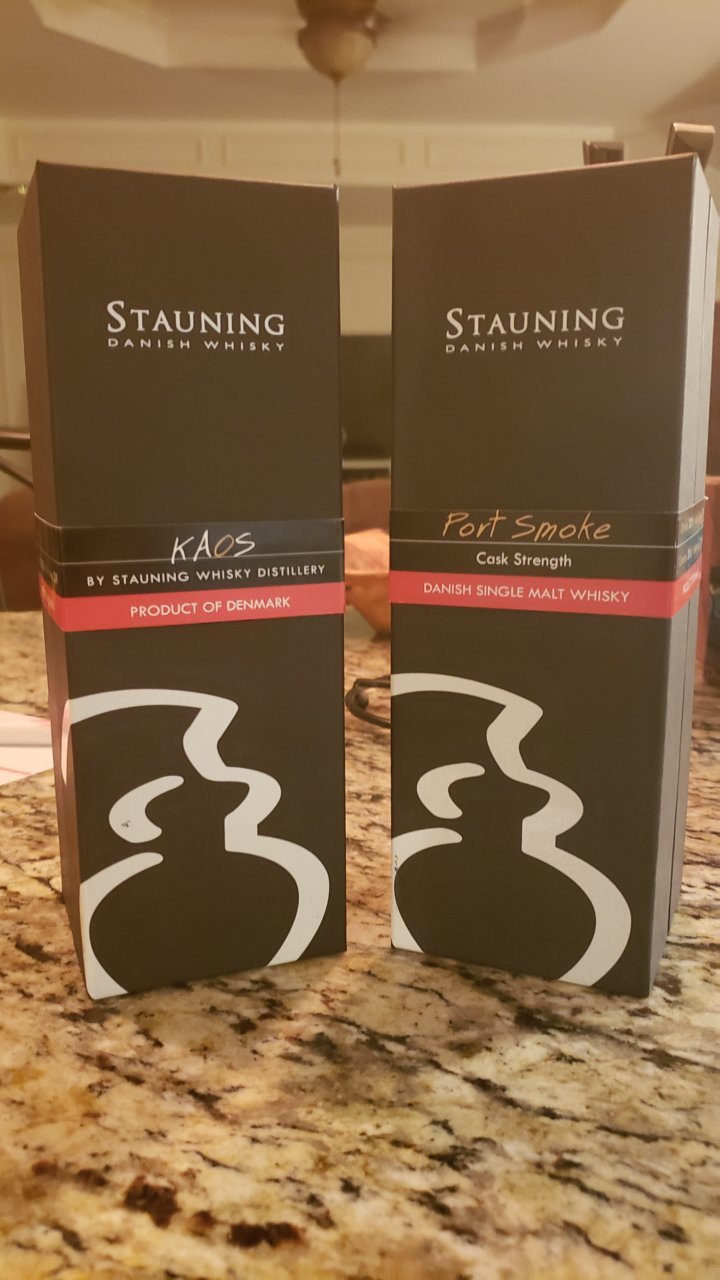 STAUNING
DANISH WHISKY
KAOS
BY STAUNING WHISKY DISTILLERY
PRODUCT OF DENMARK
STAUNING
DANISH WHISKY
Port Smoke
Cask Strength
DANISH SINGLE MALT WHISKY